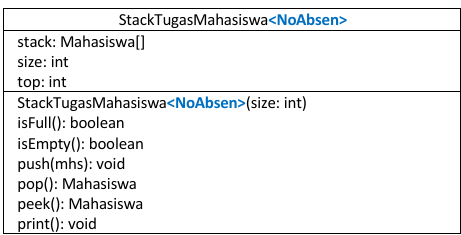 StackTugasMahasiswa<NoAbsen>
stack: Mahasiswa[]
size: int
top: int
StackTugasMahasiswa<NoAbsen>(size: int)
isFull(): boolean
isEmpty(): boolean
push(mhs): void
pop(): Mahasiswa
peek(): Mahasiswa
print(): void